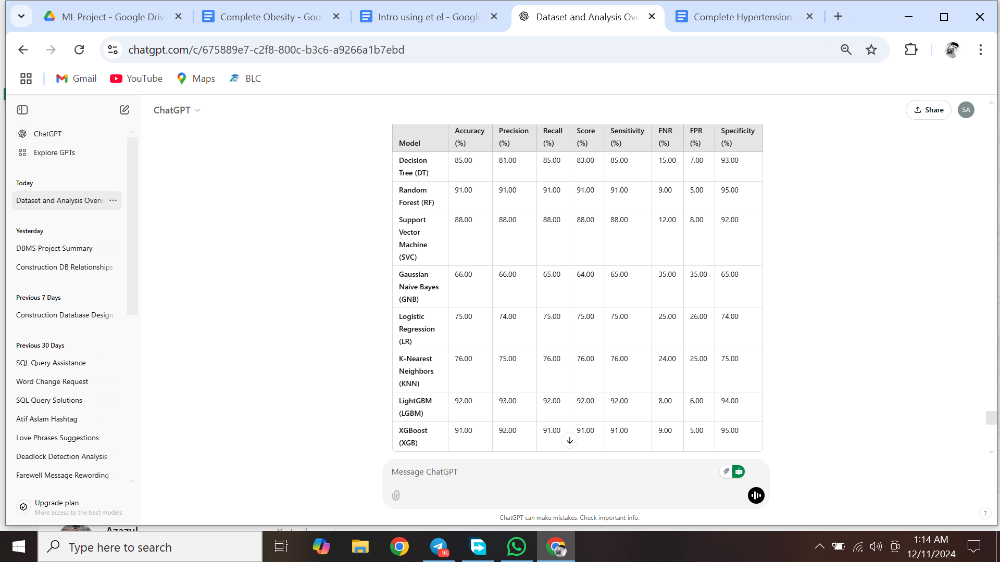 ML Project - Google Driv
Complete Obesity - Goo
Intro using et el - Google
Dataset and Analysis Ove
Complete Hypertension
chatgpt.com/c/675889e7-c2f8-800c-b3c6-a9266a1b7ebd
Gmail
YouTube
Maps
BLC
ChatGPT
Share
SA
ChatGPT
Explore GPTs
Today
Dataset and Analysis Overvi
Yesterday
DBMS Project Summary
Construction DB Relationships
Previous 7 Days
Construction Database Design
Previous 30 Days
SQL Query Assistance
Word Change Request
SQL Query Solutions
Atif Aslam Hashtag
Love Phrases Suggestions
Deadlock Detection Analysis
Farewell Message Rewording
Upgrade plan
More access to the best models
Accuracy Precision Recall Score Sensitivity FNR FPR Specificity
Model (%) (%) (%) (%) (%) (%) (%) (%)
Decision 85.00 81.00 85.00 83.00 85.00 15.00 7.00 93.00
Tree (DT)
Random 91.00 91.00 91.00 91.00 91.00 9.00 5.00 95.00
Forest (RF)
Support 88.00 88.00 88.00 88.00 88.00 12.00 8.00 92.00
Vector
Machine
(SVC)
Gaussian 66.00 66.00 65.00 64.00 65.00 35.00 35.00 65.00
Naive Bayes
(GNB)
Logistic 75.00 74.00 75.00 75.00 75.00 25.00 26.00 74.00
Regression
(LR)
K-Nearest 76.00 75.00 76.00 76.00 76.00 24.00 25.00 75.00
Neighbors
(KNN)
LightGBM 92.00 93.00 92.00 92.00 92.00 8.00 6.00 94.00
(LGBM)
XGBoost 91.00 92.00 91.00 91.00 91.00 9.00 5.00 95.00
(XGB)
Message ChatGPT
ChatGPT can make mistakes. Check important info.
?
Azazul
Type here to search
96
1:14 AM
12/11/2024